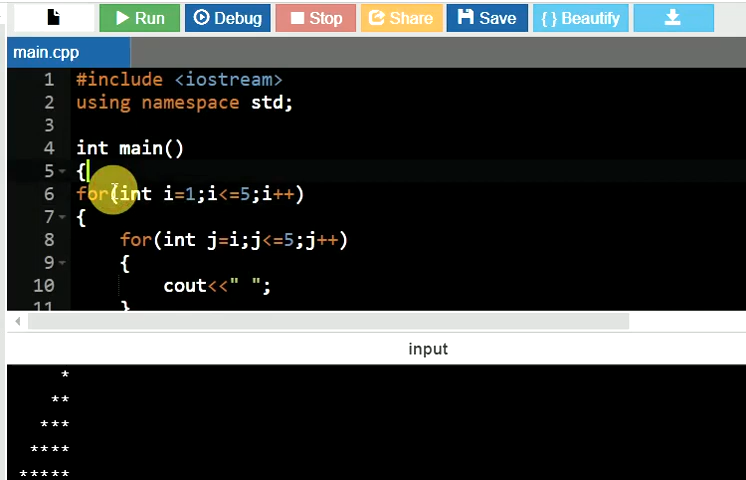 Run Debug Stop Share Save { } Beautify
main.cpp
1 #include <iostream>
2 using namespace std;
3
4 int main()
5 {
6 for(int i=1;i<=5;i++)
7 {
8 for(int j=i;j<=5;j++)
9 {
10 cout<<" ";
11 }
input
*
**
***
****
*****